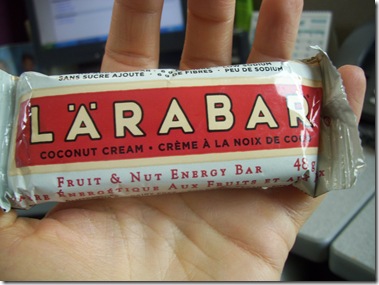 SANS SUCRE AJOUTÉ • FIBRES • PEU DE SODIUM
LÄRABAR
COCONUT CREAM • CRÈME À LA NOIX DE
FRUIT & NUT ENERGY BAR 48 g
ÉNERGÉTIQUE AUX FRUITS ET